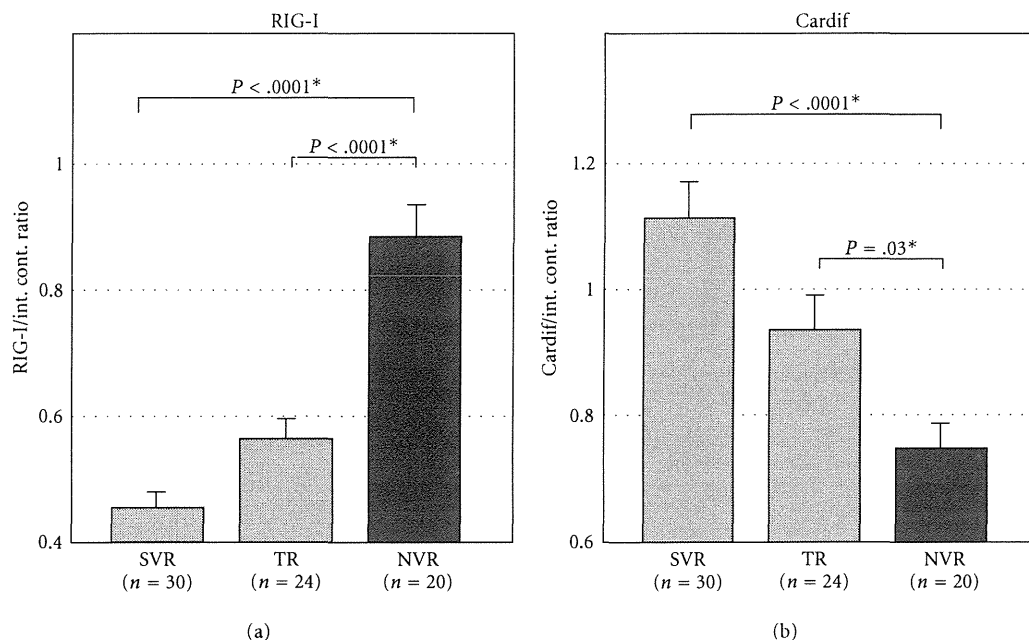 RIG-I
P < .0001*
P < .0001*
1
0.8
0.6
0.4
RIG-I/int. cont. ratio
SVR
(n = 30)
TR
(n = 24)
NVR
(n = 20)
(a)
Cardif
P < .0001*
P = .03*
1.2
1
0.8
0.6
Cardif/int. cont. ratio
SVR
(n = 30)
TR
(n = 24)
NVR
(n = 20)
(b)